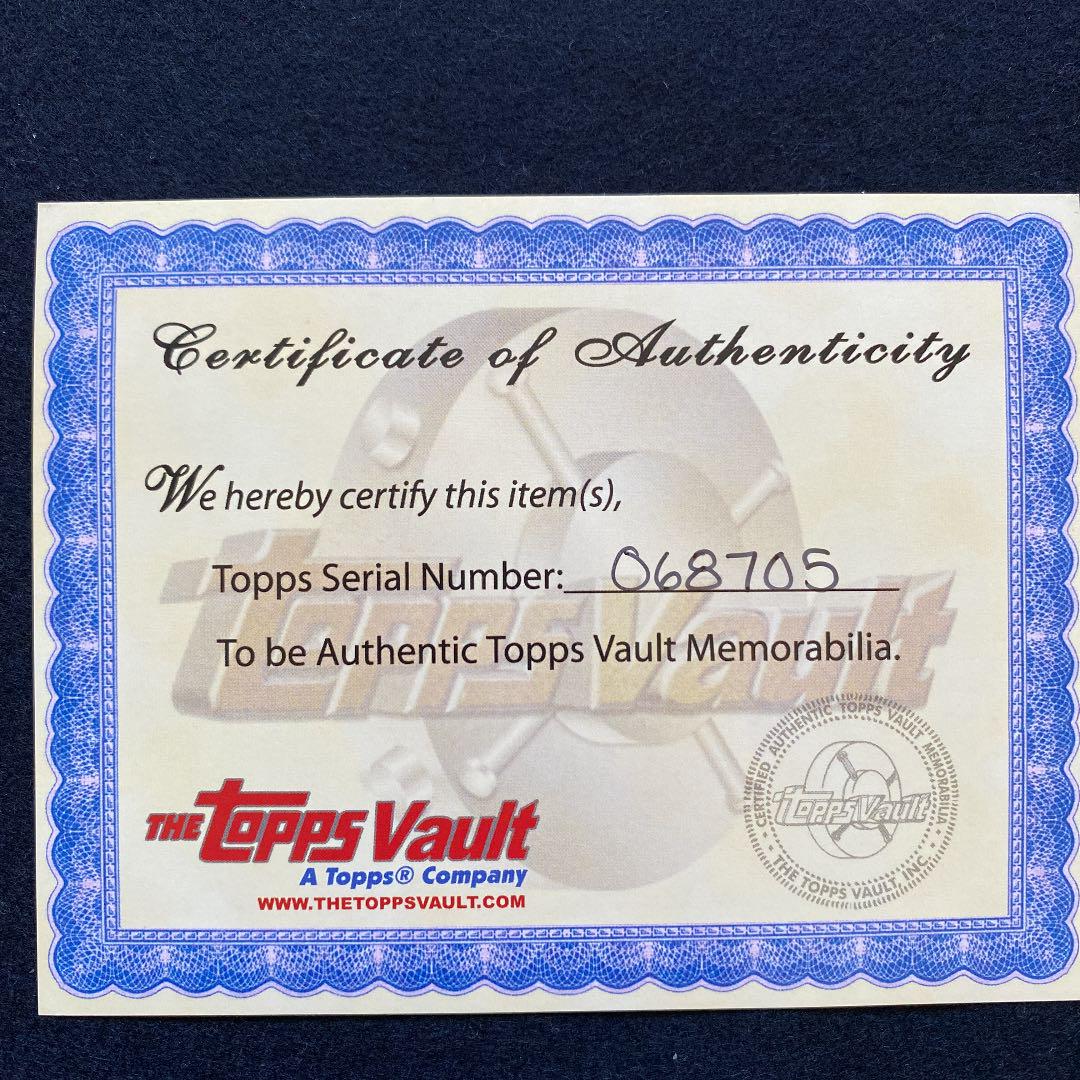 Certificate of Authenticity
We hereby certify this item(s),
Topps Serial Number: 068705
To be Authentic Topps Vault Memorabilia.
Topps Vault
THE Topps Vault
A Topps® Company
WWW.THETOPPSVAULT.COM
CERTIFIED AUTHENTIC TOPPS VAULT MEMORABILIA
Topps Vault
THE TOPPS VAULT, INC.